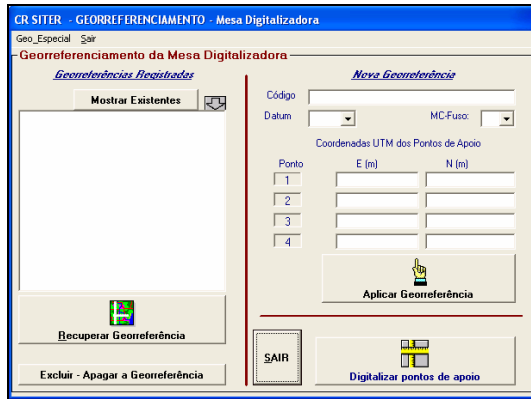 CR SITER - GEORREFERENCIAMENTO - Mesa Digitalizadora
Geo_Especial Sair
Georreferenciamento da Mesa Digitalizadora
Georreferências Registradas
Mostrar Existentes
Recuperar Georreferência
Excluir - Apagar a Georreferência
Nova Georreferência
Código
Datum MC-Fuso:
Coordenadas UTM dos Pontos de Apoio
Ponto E (m) N (m)
1
2
3
4
Aplicar Georreferência
SAIR
Digitalizar pontos de apoio